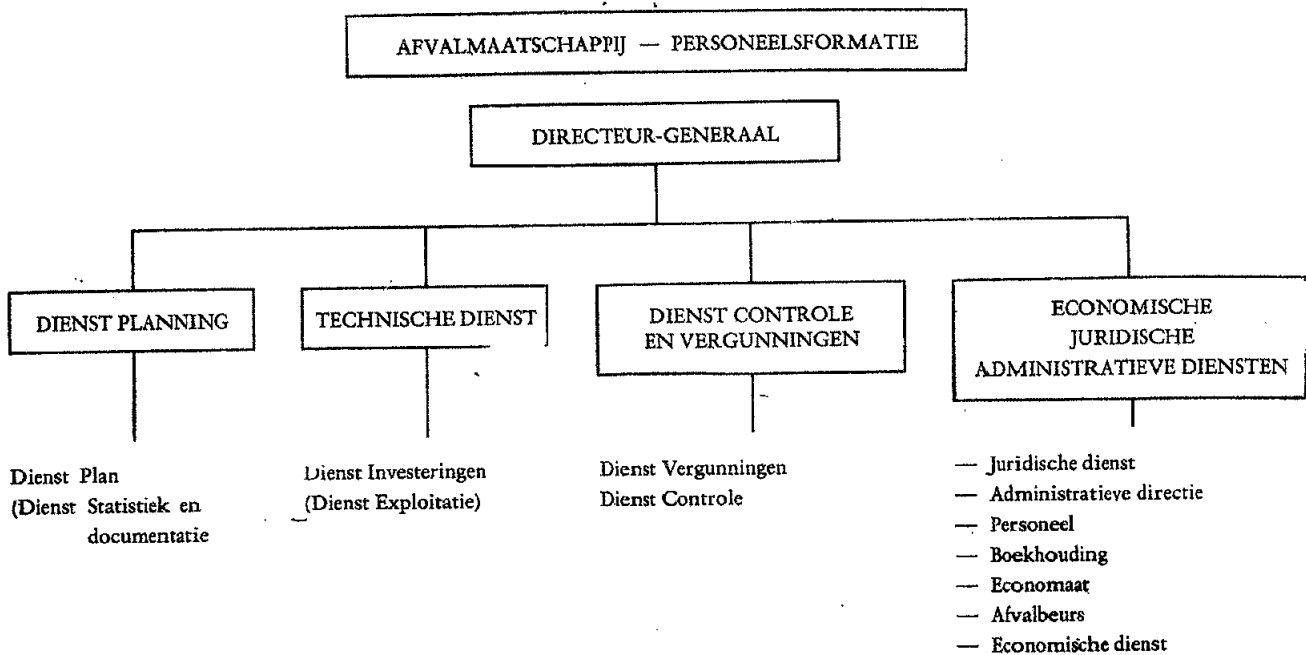 AFVALMAATSCHAPPIJ — PERSONEELSFORMATIE
DIRECTEUR-GENERAAL
DIENST PLANNING
TECHNISCHE DIENST
DIENST CONTROLE
EN VERGUNNINGEN
ECONOMISCHE
JURIDISCHE
ADMINISTRATIEVE DIENSTEN
Dienst Plan
(Dienst Statistiek en
documentatie
Dienst Investeringen
(Dienst Exploitatie)
Dienst Vergunningen
Dienst Controle
— Juridische dienst
— Administratieve directie
— Personeel
— Boekhouding
— Economaat
— Afvalbeurs
— Economische dienst